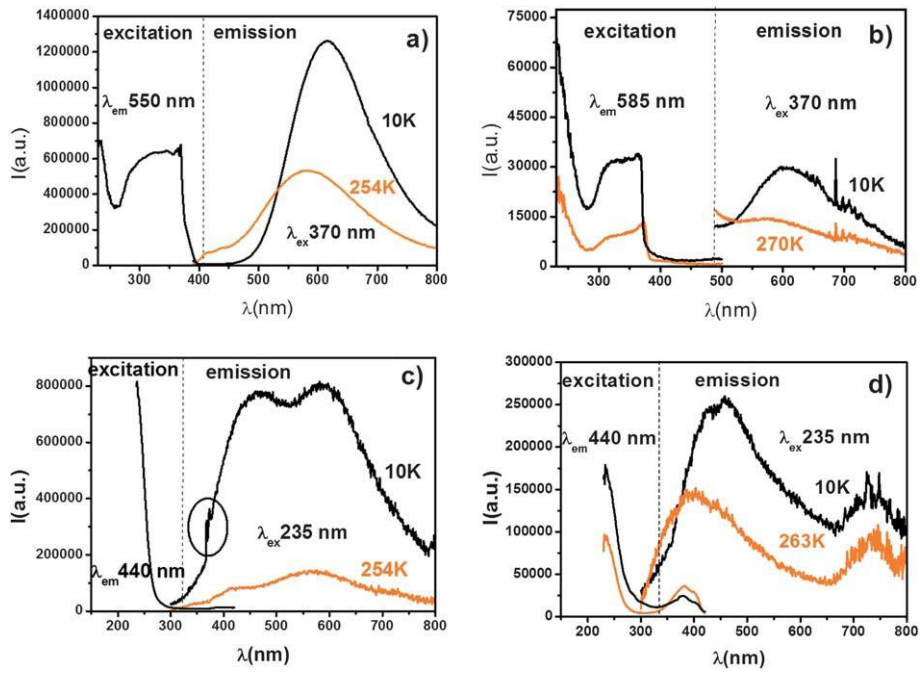 excitation emission
a)
λem 550 nm
10K
254K
λex 370 nm
I(a.u.)
1400000
1200000
1000000
800000
600000
400000
200000
0
300 400 500 600 700 800
λ(nm)
excitation emission
b)
λem 585 nm
λex 370 nm
10K
270K
I(a.u.)
75000
60000
45000
30000
15000
0
300 400 500 600 700 800
λ(nm)
excitation emission
c)
10K
λex 235 nm
λem 440 nm
254K
I(a.u.)
800000
600000
400000
200000
0
200 300 400 500 600 700 800
λ(nm)
excitation emission
d)
λem 440 nm
λex 235 nm
10K
263K
I(a.u.)
300000
250000
200000
150000
100000
50000
0
200 300 400 500 600 700 800
λ(nm)